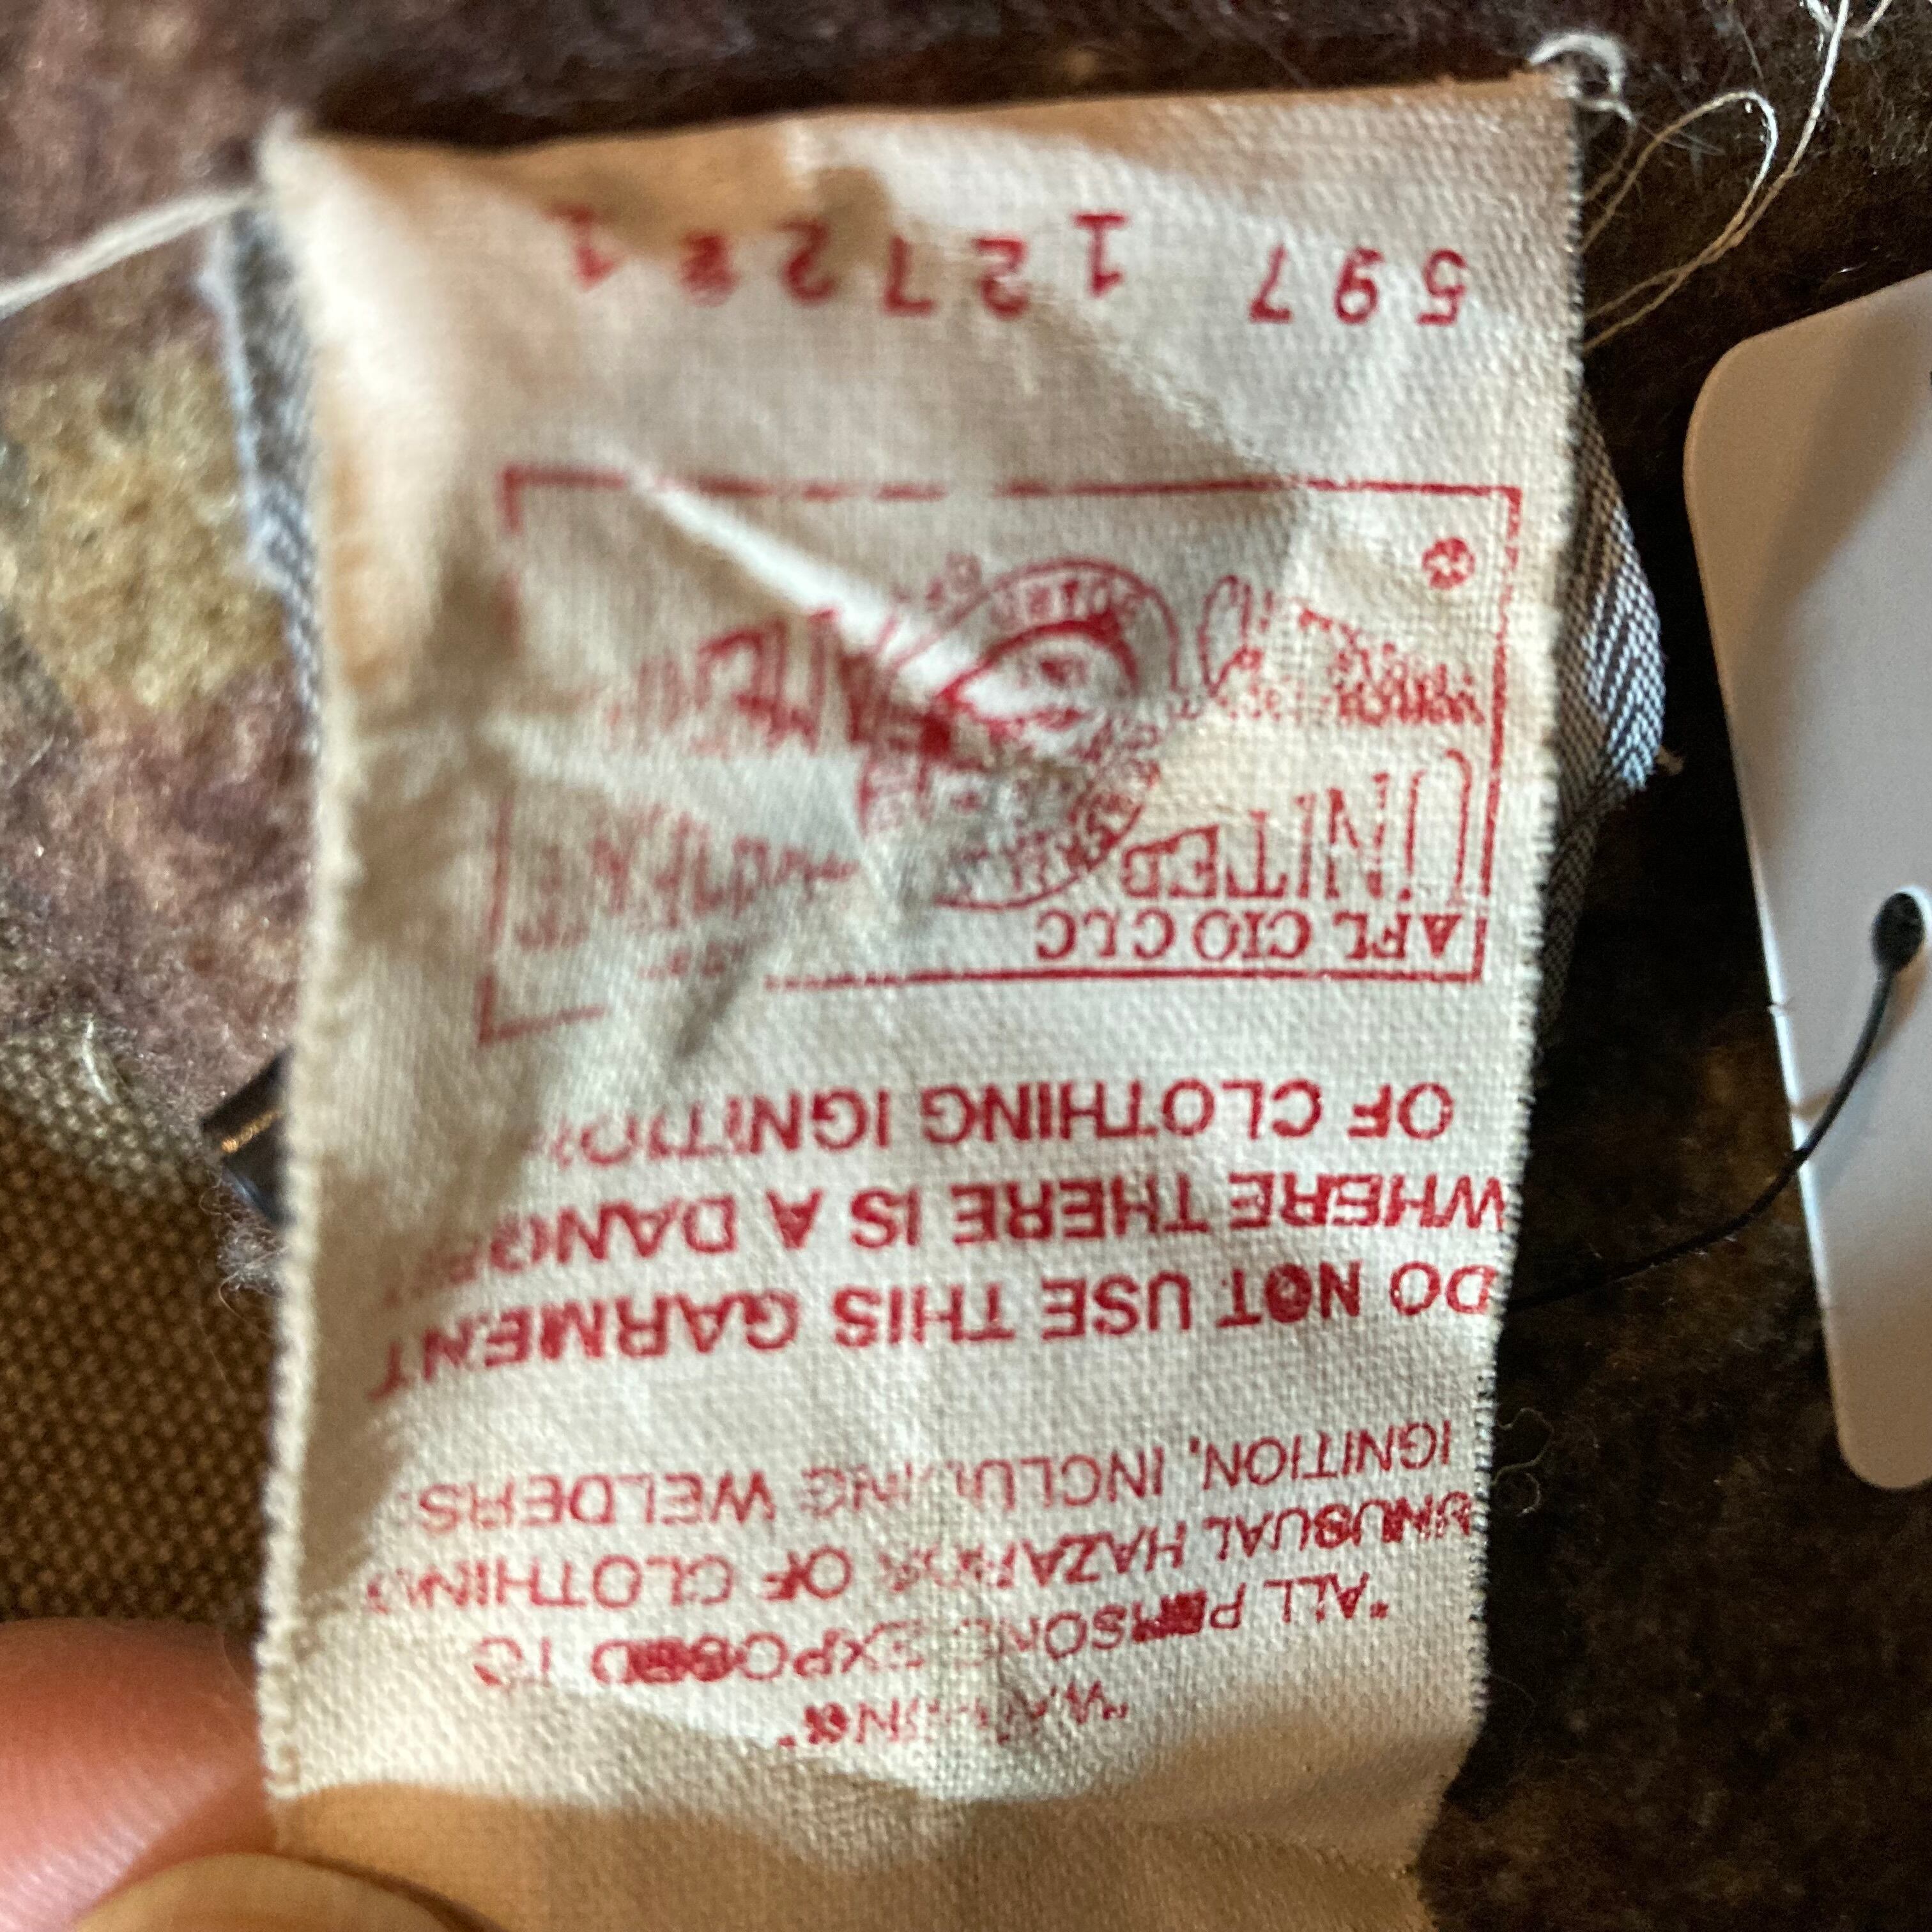 "WARNING"
"ALL PERSONS EXPOSED TO
UNUSUAL HAZARDS OF CLOTHING
IGNITION, INCLUDING WELDERS
DO NOT USE THIS GARMENT
WHERE THERE IS A DANGER
OF CLOTHING IGNITION
AFL CIO CLC
UNITED
597 1